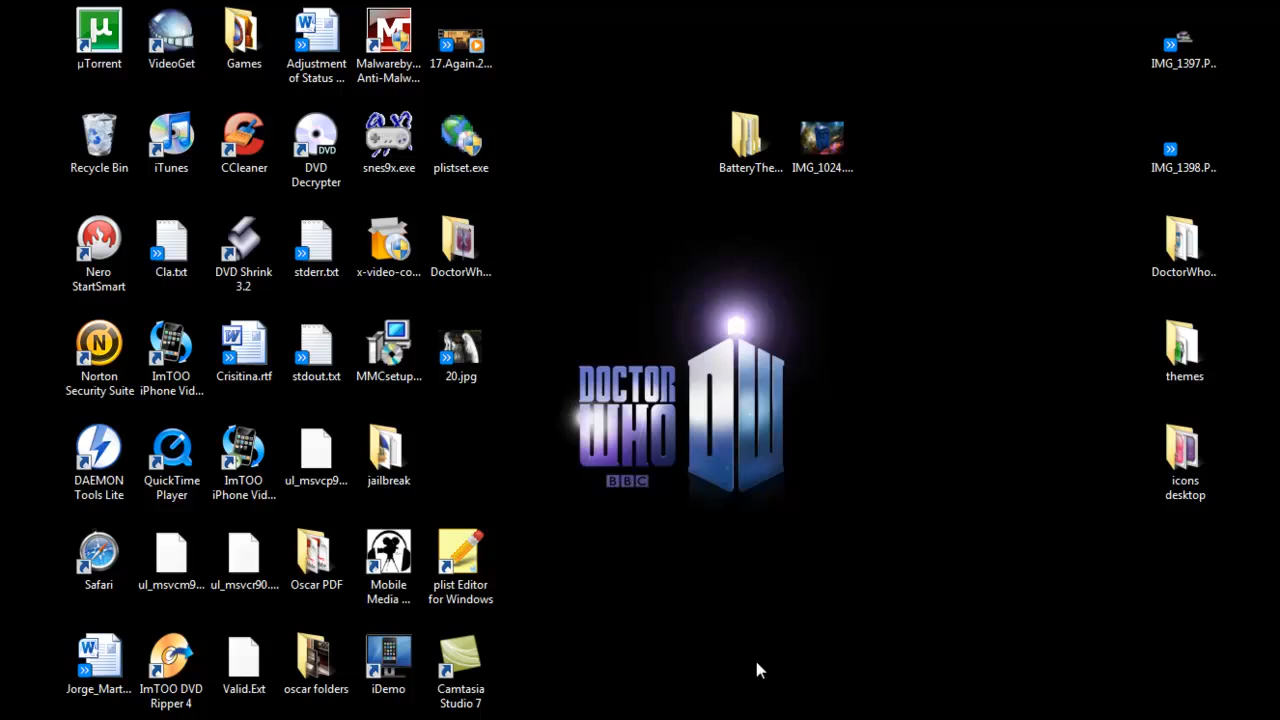 µTorrent
VideoGet
Games
Adjustment
of Status ...
Malwareby...
Anti-Malw...
17.Again.2...
IMG_1397.P...
Recycle Bin
iTunes
CCleaner
DVD
DVD
Decrypter
snes9x.exe
plistset.exe
BatteryThe...
IMG_1024....
IMG_1398.P...
Nero
StartSmart
Cla.txt
DVD Shrink
3.2
stderr.txt
x-video-co...
DoctorWh...
DoctorWho...
Norton
Security Suite
ImTOO
iPhone Vid...
Crisitina.rtf
stdout.txt
MMCsetup...
20.jpg
themes
DOCTOR
WHO
DW
BBC
DAEMON
Tools Lite
QuickTime
Player
ImTOO
iPhone Vid...
ul_msvcp9...
jailbreak
icons
desktop
Safari
ul_msvcm9...
ul_msvcr90....
Oscar PDF
Mobile
Media ...
plist Editor
for Windows
Jorge_Mart...
ImTOO DVD
Ripper 4
Valid.Ext
oscar folders
iDemo
Camtasia
Studio 7